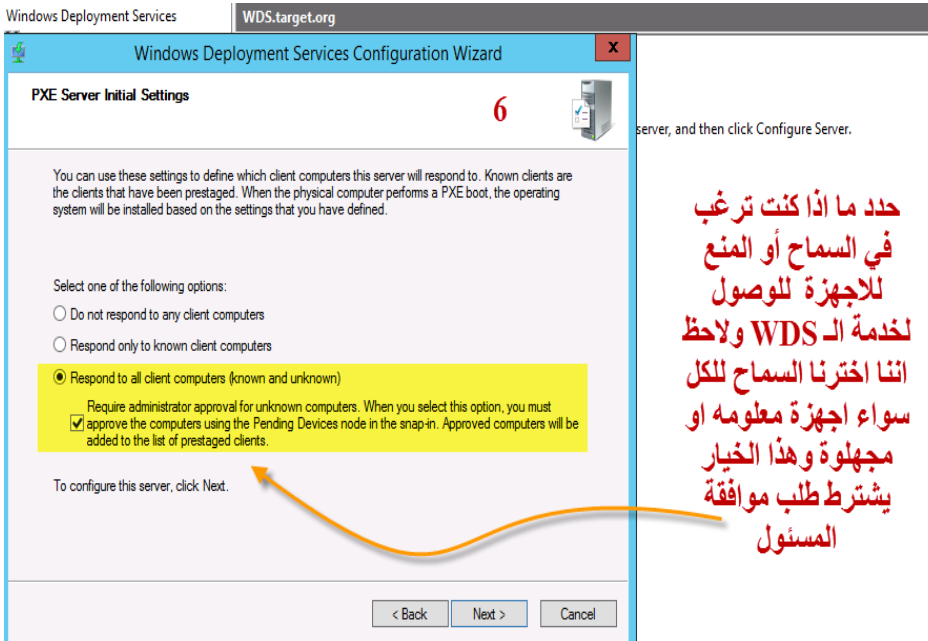 Windows Deployment Services
WDS.target.org
Windows Deployment Services Configuration Wizard
x
PXE Server Initial Settings
6
You can use these settings to define which client computers this server will respond to. Known clients are
the clients that have been prestaged. When the physical computer performs a PXE boot, the operating
system will be installed based on the settings that you have defined.
Select one of the following options:
Do not respond to any client computers
Respond only to known client computers
Respond to all client computers (known and unknown)
Require administrator approval for unknown computers. When you select this option, you must
approve the computers using the Pending Devices node in the snap-in. Approved computers will be
added to the list of prestaged clients.
To configure this server, click Next.
< Back
Next >
Cancel
server, and then click Configure Server.
حدد ما اذا كنت ترغب
في السماح أو المنع
للاجهزة للوصول
لخدمة الـ WDS ولاحظ
اننا اخترنا السماح للكل
سواء اجهزة معلومه او
مجهلوة وهذا الخيار
يشترط طلب موافقة
المسئول